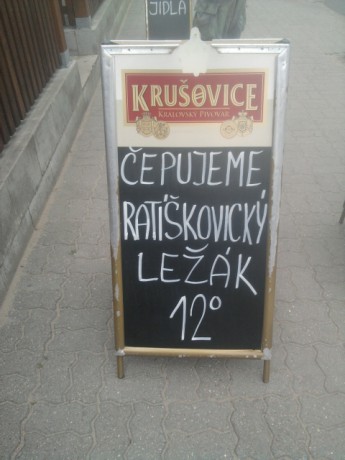 JÍDLA
KRUŠOVICE
KRÁLOVSKÝ PIVOVAR
ČEPUJEME
RATÍŠKOVICKÝ
LEŽÁK
12°